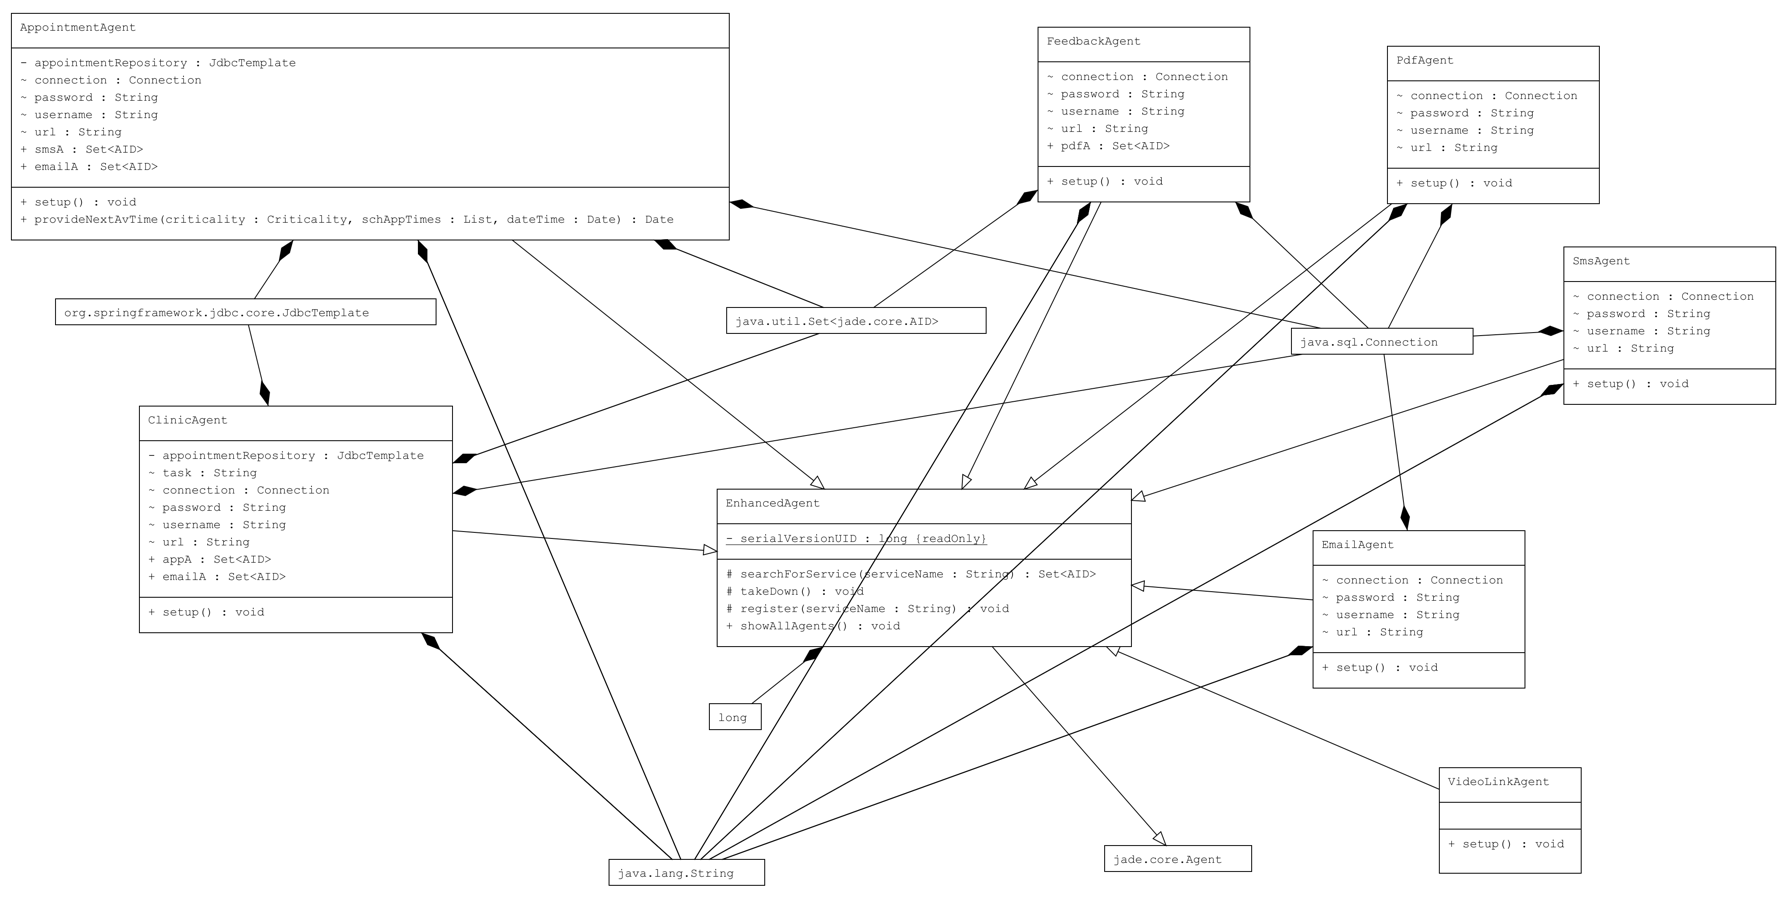 AppointmentAgent
- appointmentRepository : JdbcTemplate
~ connection : Connection
~ password : String
~ username : String
~ url : String
+ smsA : Set<AID>
+ emailA : Set<AID>
+ setup() : void
+ provideNextAvTime(criticality : Criticality, schAppTimes : List, dateTime : Date) : Date
FeedbackAgent
~ connection : Connection
~ password : String
~ username : String
~ url : String
+ pdfA : Set<AID>
+ setup() : void
PdfAgent
~ connection : Connection
~ password : String
~ username : String
~ url : String
+ setup() : void
SmsAgent
~ connection : Connection
~ password : String
~ username : String
~ url : String
+ setup() : void
org.springframework.jdbc.core.JdbcTemplate
java.util.Set<jade.core.AID>
java.sql.Connection
ClinicAgent
- appointmentRepository : JdbcTemplate
~ task : String
~ connection : Connection
~ password : String
~ username : String
~ url : String
+ appA : Set<AID>
+ emailA : Set<AID>
+ setup() : void
EnhancedAgent
- serialVersionUID : long {readOnly}
# searchForService(serviceName : String) : Set<AID>
# takeDown() : void
# register(serviceName : String) : void
+ showAllAgents() : void
EmailAgent
~ connection : Connection
~ password : String
~ username : String
~ url : String
+ setup() : void
long
VideoLinkAgent
+ setup() : void
java.lang.String
jade.core.Agent